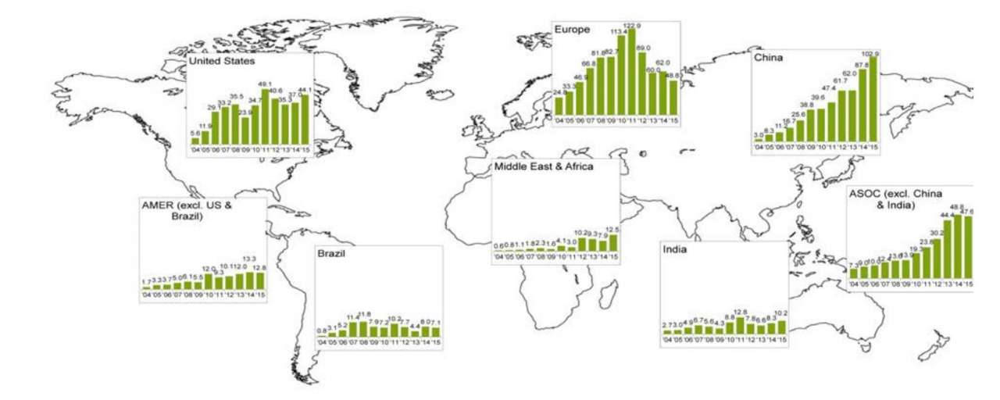 United States
5.6 11.9 29.1 33.2 35.5 23.9 34.7 49.1 40.6 35.3 37.0 44.1
'04 '05 '06 '07 '08 '09 '10 '11 '12 '13 '14 '15
Europe
24.8 33.3 46.9 66.8 81.8 82.7 113.4 122.9 89.0 60.0 62.0 48.8
'04 '05 '06 '07 '08 '09 '10 '11 '12 '13 '14 '15
China
3.0 8.3 11.2 16.7 25.6 38.8 39.6 47.4 61.7 62.0 87.8 102.9
'04 '05 '06 '07 '08 '09 '10 '11 '12 '13 '14 '15
Middle East & Africa
0.6 0.8 1.1 1.8 2.3 1.6 4.1 3.0 10.2 9.3 7.9 12.5
'04 '05 '06 '07 '08 '09 '10 '11 '12 '13 '14 '15
AMER (excl. US &
Brazil)
1.7 3.3 3.7 5.0 6.1 5.5 12.0 9.3 10.1 12.0 13.3 12.8
'04 '05 '06 '07 '08 '09 '10 '11 '12 '13 '14 '15
ASOC (excl. China
& India)
7.3 9.0 10.0 12.4 13.6 13.9 19.3 23.8 30.2 44.4 48.8 47.6
'04 '05 '06 '07 '08 '09 '10 '11 '12 '13 '14 '15
Brazil
0.8 3.1 5.2 11.4 11.8 7.9 7.2 10.2 7.7 4.4 8.0 7.1
'04 '05 '06 '07 '08 '09 '10 '11 '12 '13 '14 '15
India
2.7 3.0 4.9 6.7 5.6 4.3 8.8 12.8 7.8 6.6 8.3 10.2
'04 '05 '06 '07 '08 '09 '10 '11 '12 '13 '14 '15